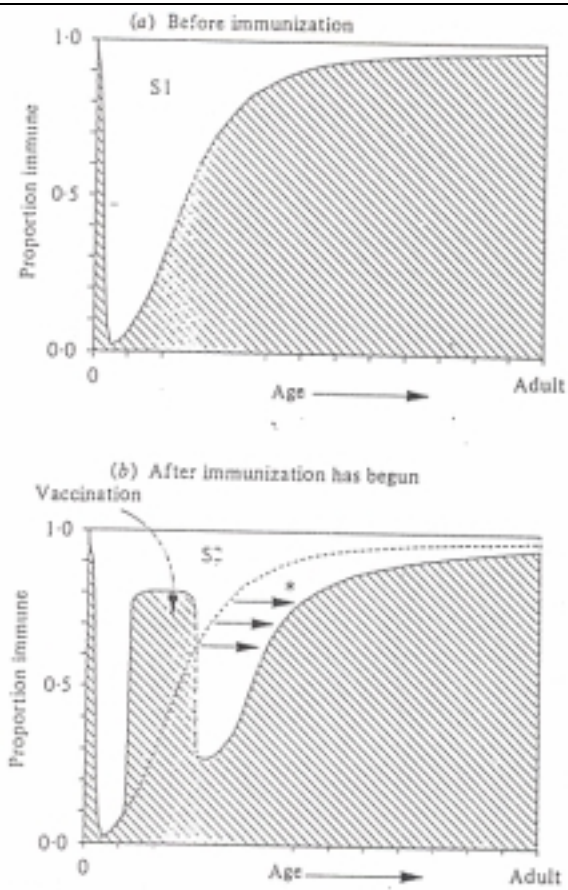 (a) Before immunization
1·0
S1
0·5
Proportion immune
0·0
0
Age
Adult
(b) After immunization has begun
Vaccination
1·0
*
0·5
Proportion immune
0·0
0
Age
Adult